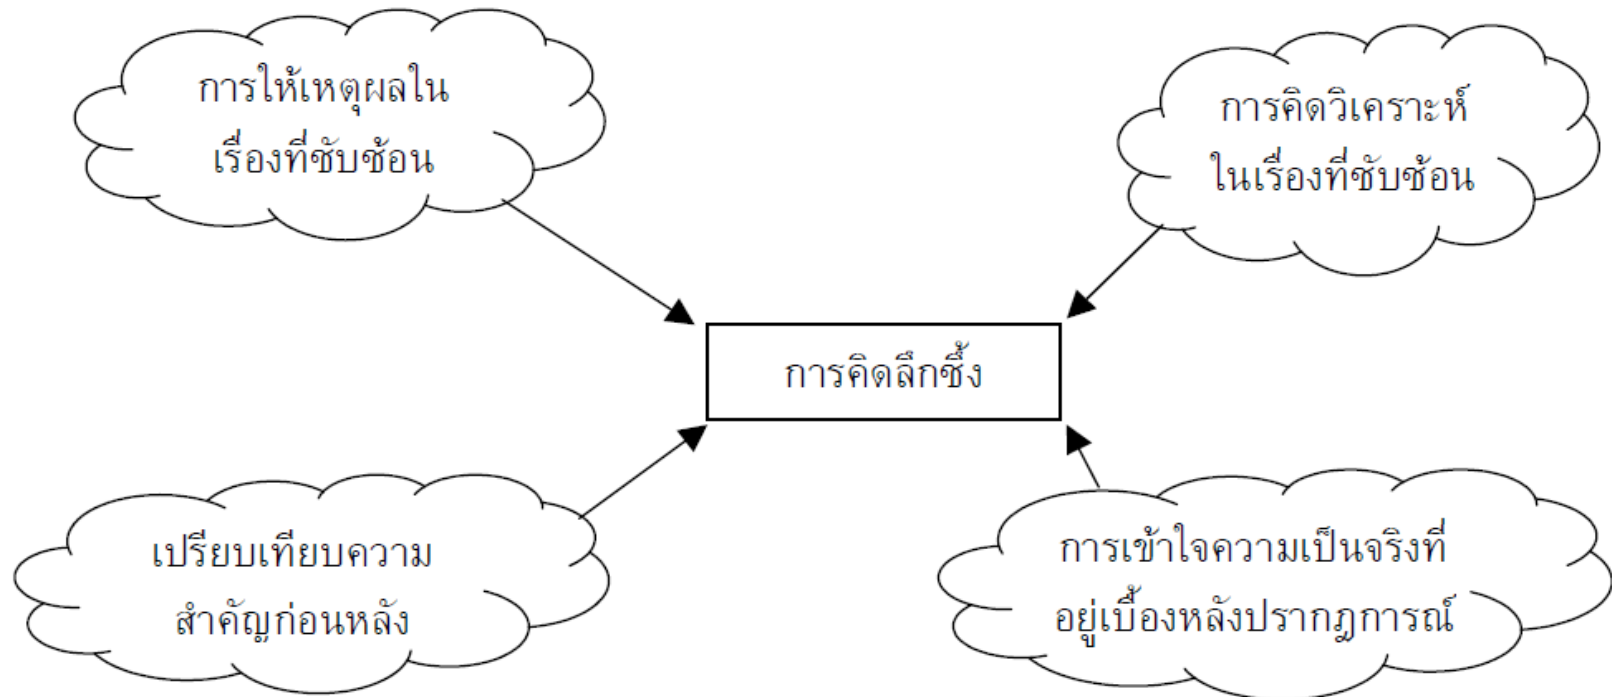 การให้เหตุผลใน
เรื่องที่ซับซ้อน
การคิดวิเคราะห์
ในเรื่องที่ซับซ้อน
การคิดลึกซึ้ง
เปรียบเทียบความ
สำคัญก่อนหลัง
การเข้าใจความเป็นจริงที่
อยู่เบื้องหลังปรากฏการณ์